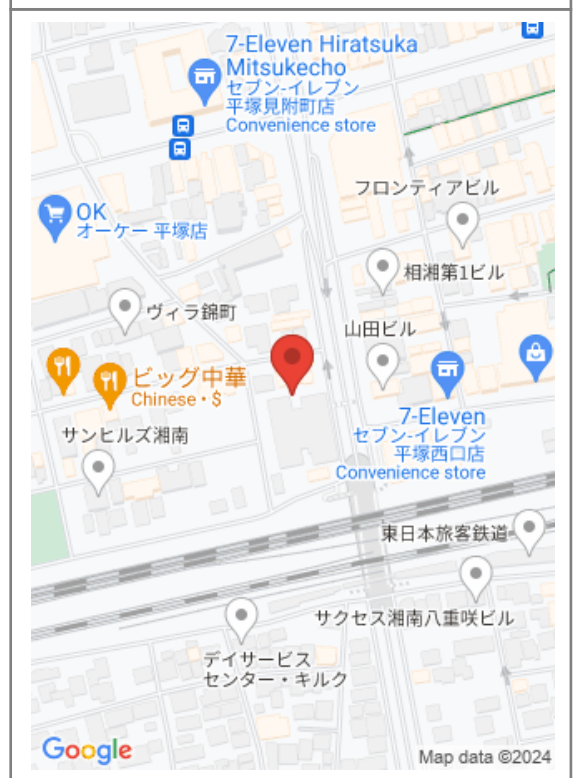 7-Eleven Hiratsuka
Mitsukecho
セブン-イレブン
平塚見附町店
Convenience store
フロンティアビル
OK
オーケー 平塚店
相湘第1ビル
ヴィラ錦町
山田ビル
ビッグ中華
Chinese・$
7-Eleven
セブン-イレブン
平塚西口店
Convenience store
サンヒルズ湘南
東日本旅客鉄道
サクセス湘南八重咲ビル
デイサービス
センター・キルク
Google
Map data ©2024